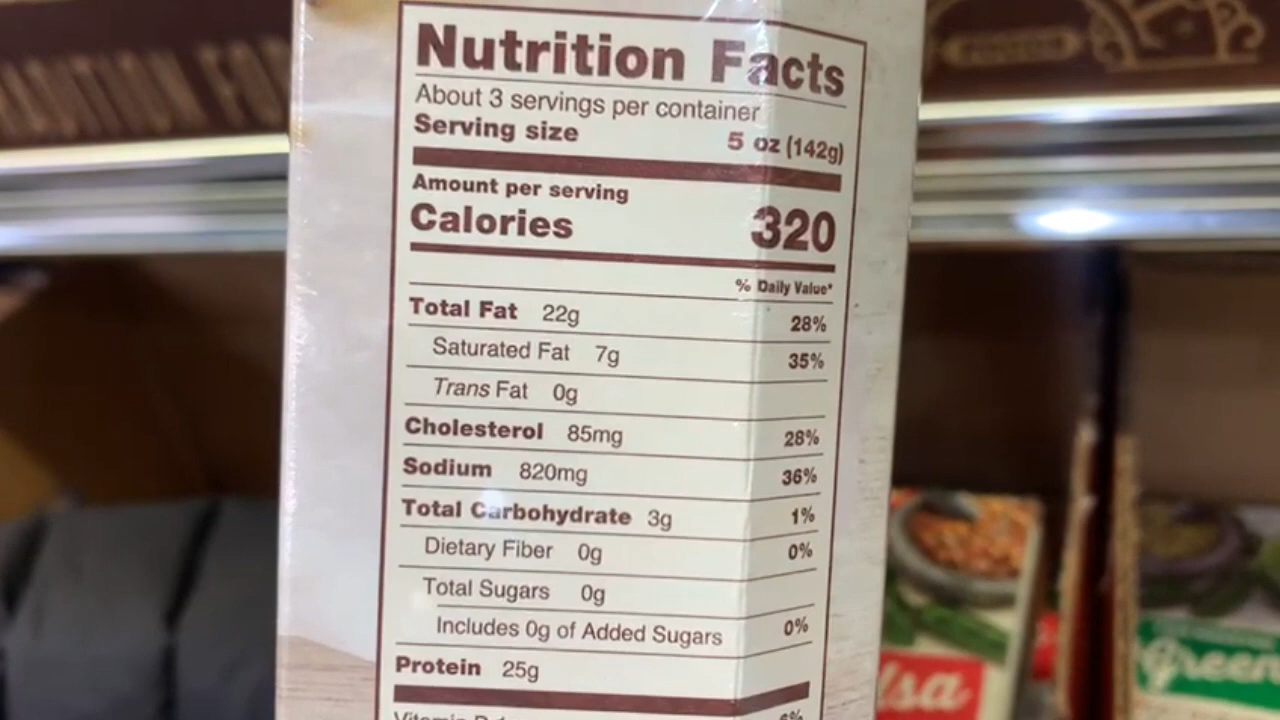 Nutrition Facts
About 3 servings per container
Serving size 5 oz (142g)
Amount per serving
Calories 320
% Daily Value*
Total Fat 22g 28%
Saturated Fat 7g 35%
Trans Fat 0g
Cholesterol 85mg 28%
Sodium 820mg 36%
Total Carbohydrate 3g 1%
Dietary Fiber 0g 0%
Total Sugars 0g
Includes 0g of Added Sugars 0%
Protein 25g
Green